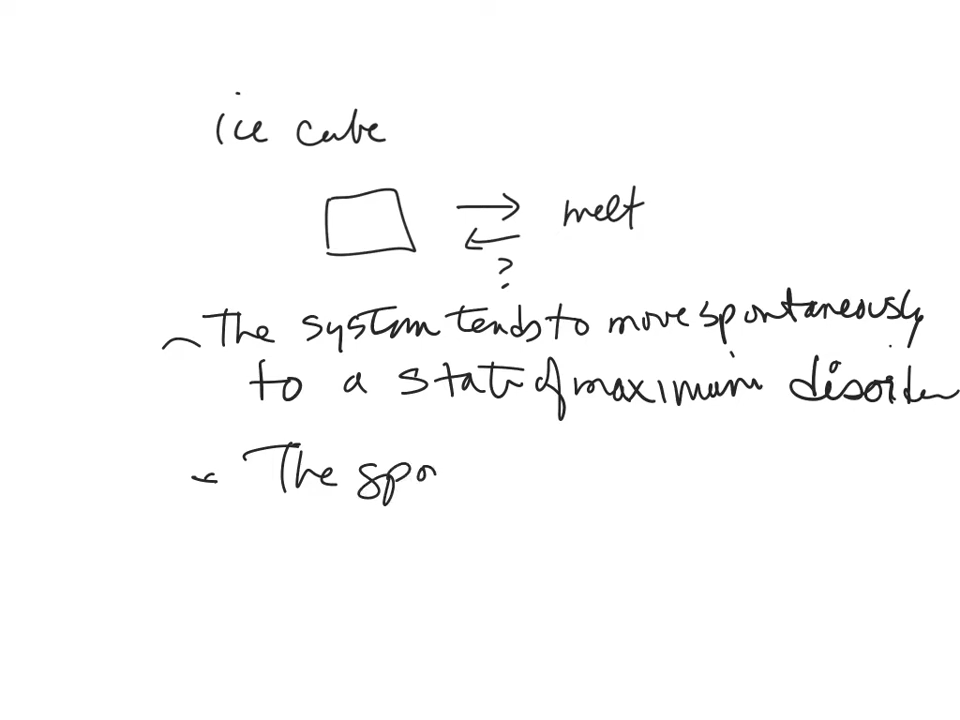 ice cube
melt
?
The system tends to move spontaneously
to a state of maximum disorder
The spo